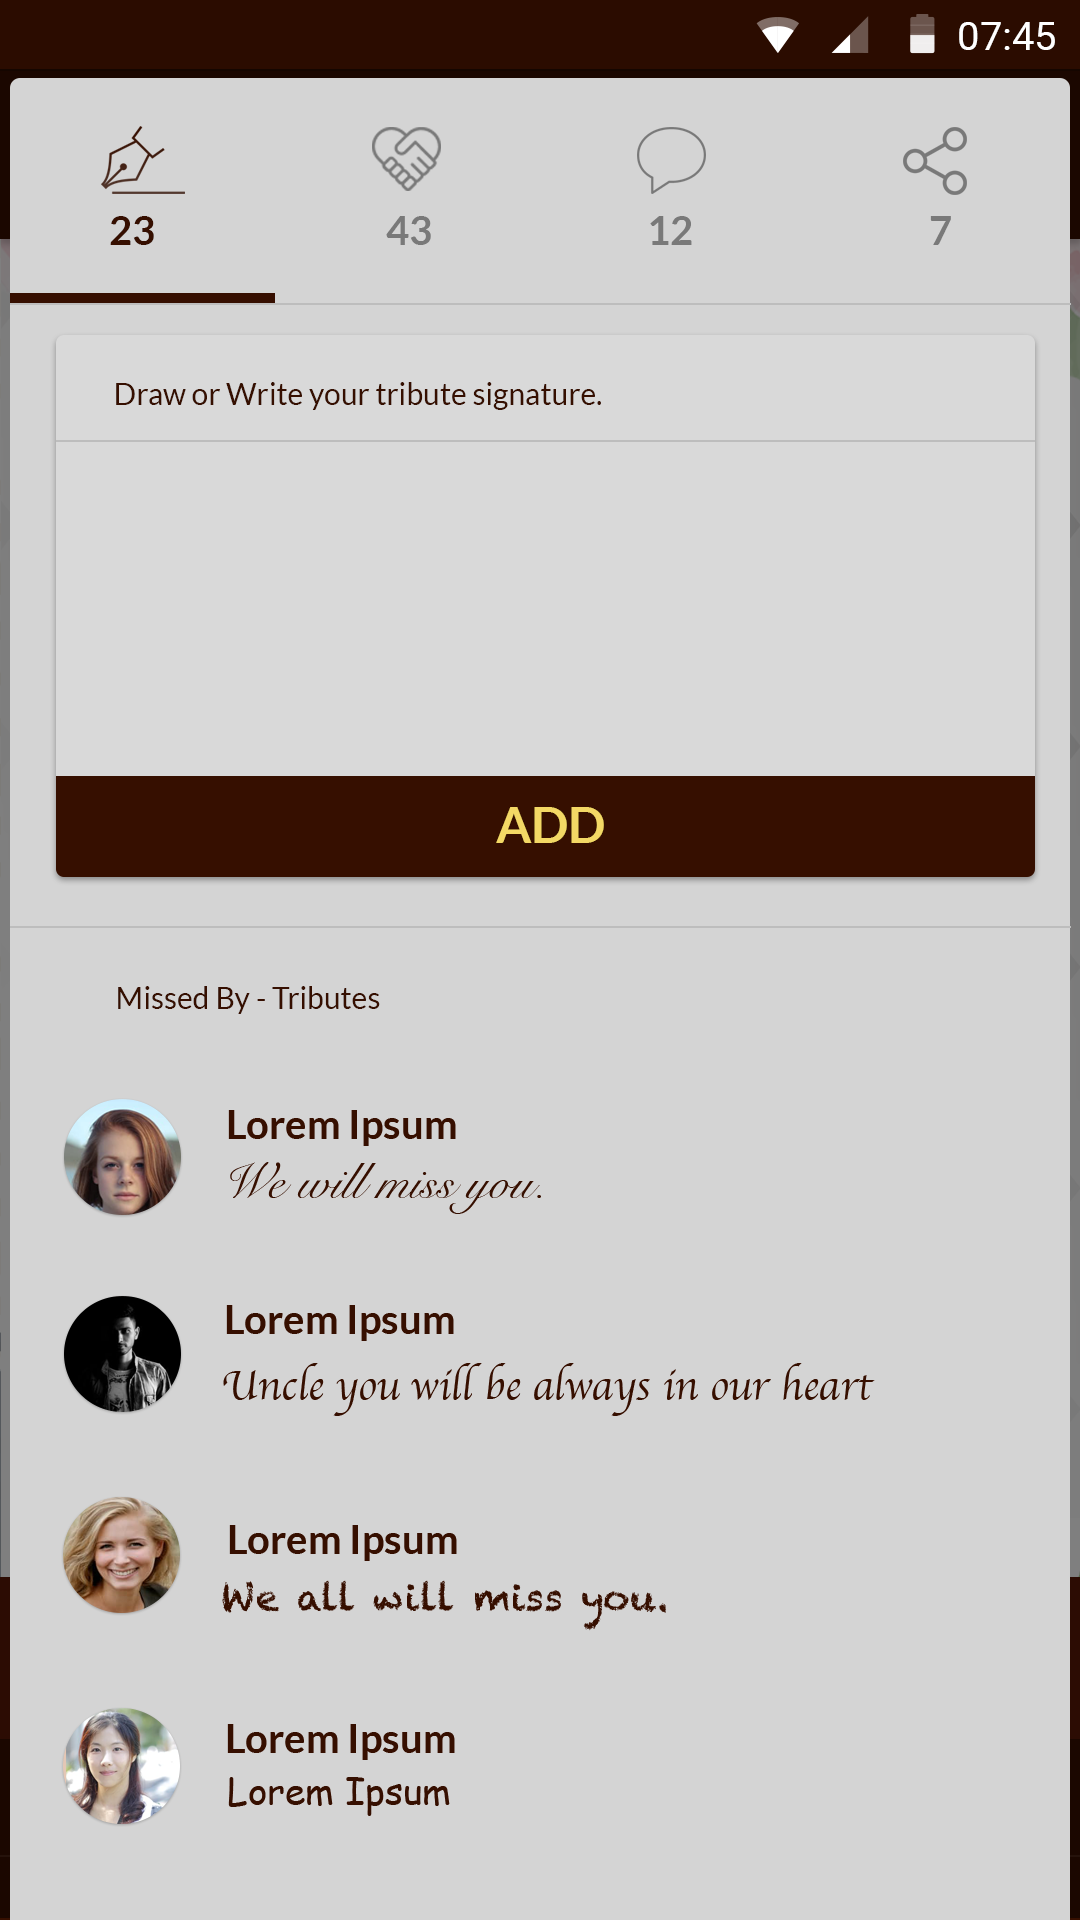 07:45
23 43 12 7
Draw or Write your tribute signature.
ADD
Missed By - Tributes
Lorem Ipsum
We will miss you.
Lorem Ipsum
Uncle you will be always in our heart
Lorem Ipsum
We all will miss you.
Lorem Ipsum
Lorem Ipsum